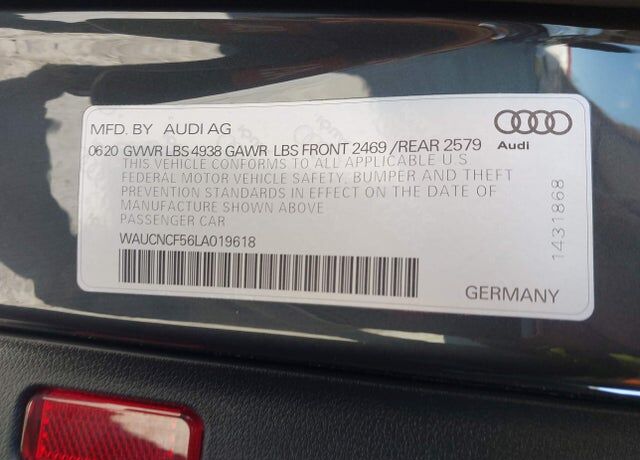 MFD. BY AUDI AG
0620 GVWR LBS 4938 GAWR LBS FRONT 2469 /REAR 2579
Audi
THIS VEHICLE CONFORMS TO ALL APPLICABLE U S
FEDERAL MOTOR VEHICLE SAFETY, BUMPER AND THEFT
PREVENTION STANDARDS IN EFFECT ON THE DATE OF
MANUFACTURE SHOWN ABOVE
PASSENGER CAR
WAUCNCF56LA019618
1431868
GERMANY